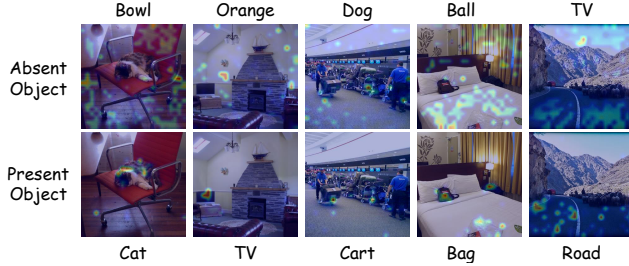 Bowl Orange Dog Ball TV
Absent Object
Present Object
Cat TV Cart Bag Road